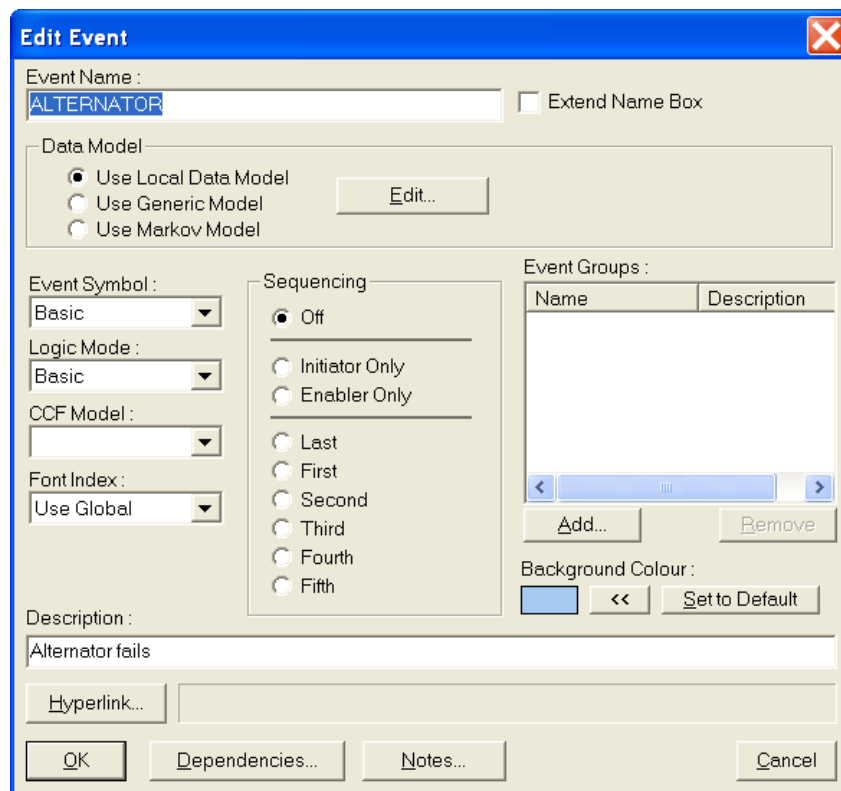 Edit Event
Event Name :
ALTERNATOR
Extend Name Box
Data Model
Use Local Data Model
Use Generic Model
Use Markov Model
Edit...
Event Symbol :
Basic
Logic Mode :
Basic
CCF Model :
Font Index :
Use Global
Sequencing
Off
Initiator Only
Enabler Only
Last
First
Second
Third
Fourth
Fifth
Event Groups :
Name Description
Add... Remove
Background Colour :
<< Set to Default
Description :
Alternator fails
Hyperlink...
OK Dependencies... Notes... Cancel